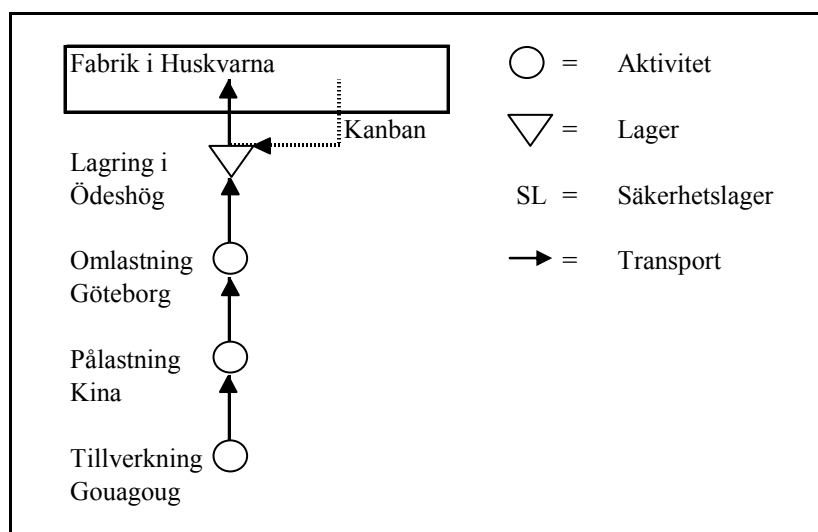 Fabrik i Huskvarna
Kanban
Lagring i
Ödeshög
Omlastning
Göteborg
Pålastning
Kina
Tillverkning
Gouagoug
= Aktivitet
= Lager
SL = Säkerhetslager
= Transport